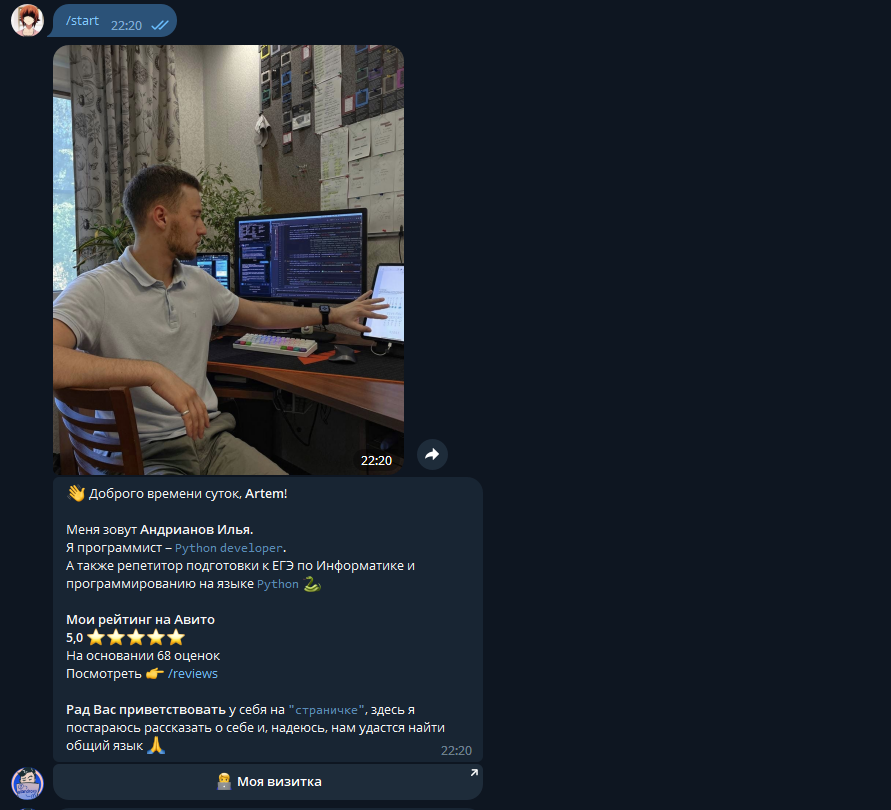 /start 22:20
22:20
👋 Доброго времени суток, Artem!
Меня зовут Андрианов Илья.
Я программист – Python developer.
А также репетитор подготовки к ЕГЭ по Информатике и
программированию на языке Python 🐍
Мои рейтинг на Авито
5,0 ⭐⭐⭐⭐⭐
На основании 68 оценок
Посмотреть 👉 /reviews
Рад Вас приветствовать у себя на "страничке", здесь я
постараюсь рассказать о себе и, надеюсь, нам удастся найти
общий язык 🙏
22:20
👨‍💻 Моя визитка